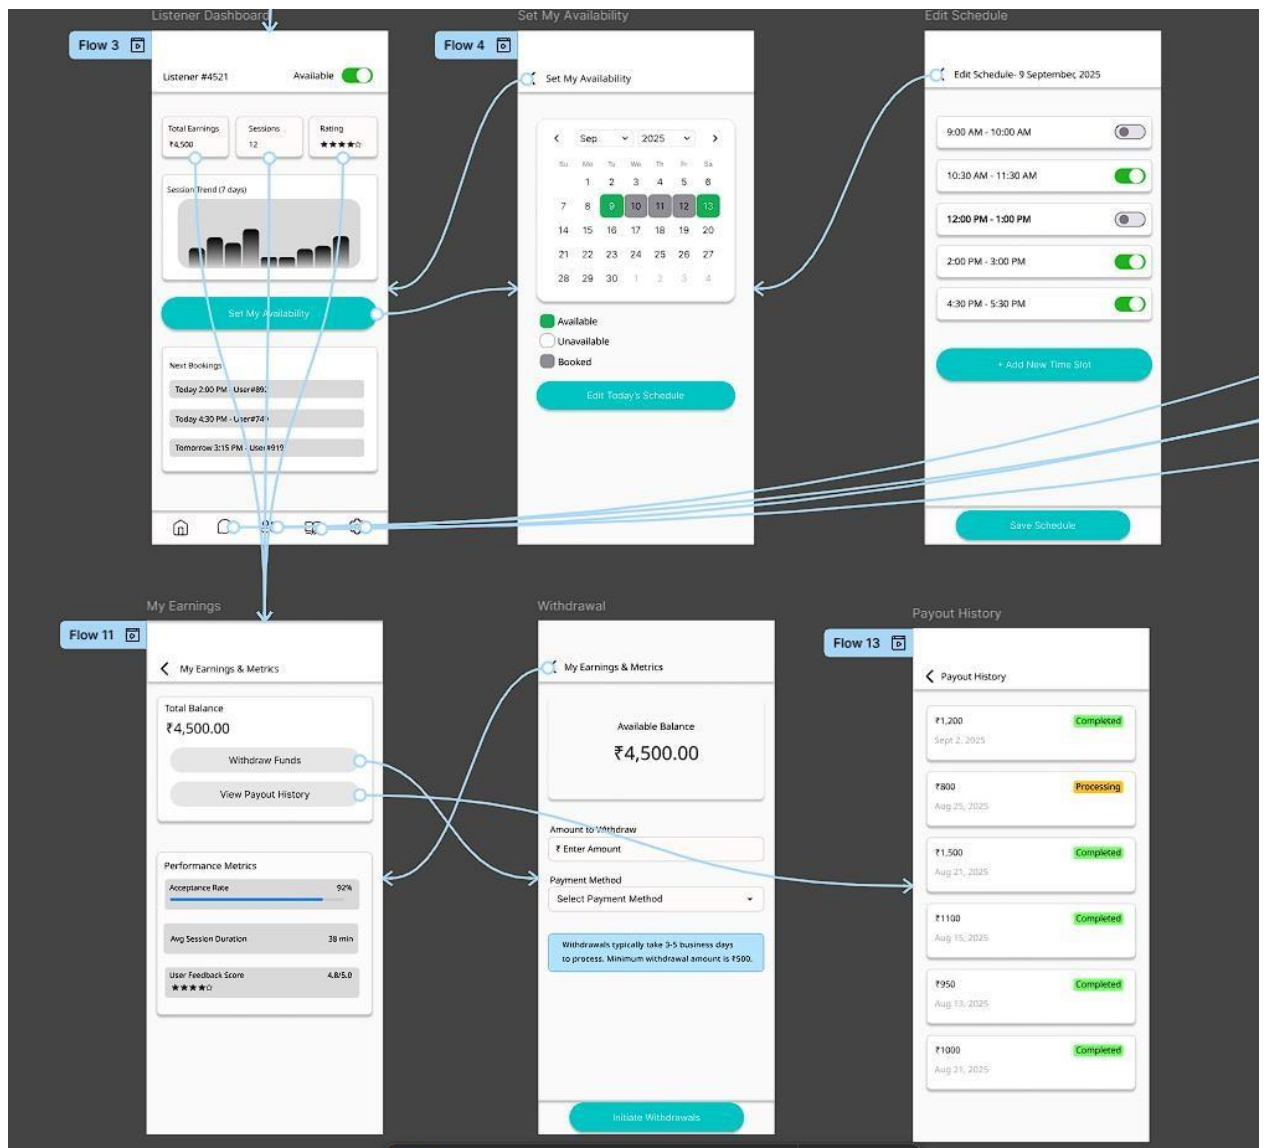 Listener Dashboard
Flow 3
Listener #4521
Available
Total Earnings
₹4,500
Sessions
12
Rating
★★★★☆
Session Trend (7 days)
Set My Availability
Next Bookings
Today 2:00 PM - User#892
Today 4:30 PM - User#74
Tomorrow 3:15 PM - User#919
Set My Availability
Flow 4
Set My Availability
Sep 2025
Su Mo Tu We Th Fr Sa
1 2 3 4 5 6
7 8 9 10 11 12 13
14 15 16 17 18 19 20
21 22 23 24 25 26 27
28 29 30 1 2 3 4
Available
Unavailable
Booked
Edit Today's Schedule
Edit Schedule
Edit Schedule- 9 September, 2025
9:00 AM - 10:00 AM
10:30 AM - 11:30 AM
12:00 PM - 1:00 PM
2:00 PM - 3:00 PM
4:30 PM - 5:30 PM
+ Add New Time Slot
Save Schedule
My Earnings
Flow 11
My Earnings & Metrics
Total Balance
₹4,500.00
Withdraw Funds
View Payout History
Performance Metrics
Acceptance Rate 92%
Avg Session Duration 38 min
User Feedback Score 4.8/5.0
★★★★☆
Withdrawal
My Earnings & Metrics
Available Balance
₹4,500.00
Amount to Withdraw
₹ Enter Amount
Payment Method
Select Payment Method
Withdrawals typically take 3-5 business days
to process. Minimum withdrawal amount is ₹500.
Initiate Withdrawals
Payout History
Flow 13
Payout History
₹1,200 Completed
Sept 2, 2025
₹800 Processing
Aug 25, 2025
₹1,500 Completed
Aug 21, 2025
₹1100 Completed
Aug 15, 2025
₹950 Completed
Aug 13, 2025
₹1000 Completed
Aug 21, 2025